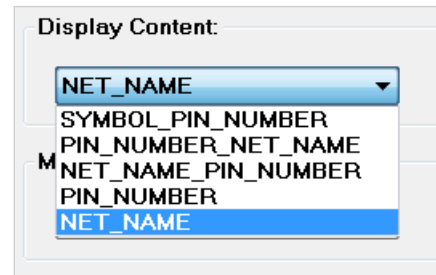 Display Content:
NET_NAME
SYMBOL_PIN_NUMBER
PIN_NUMBER_NET_NAME
NET_NAME_PIN_NUMBER
PIN_NUMBER
NET_NAME